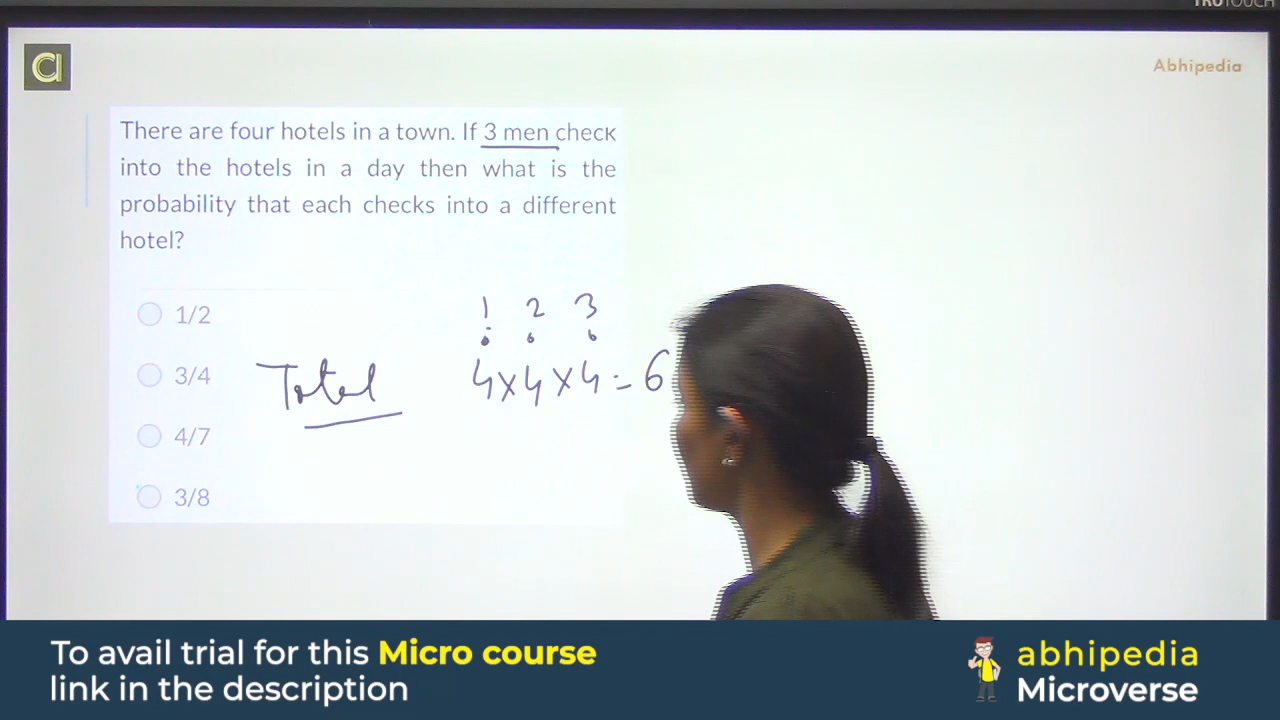 TRUTOUCH
a
Abhipedia
There are four hotels in a town. If 3 men check
into the hotels in a day then what is the
probability that each checks into a different
hotel?
1/2
3/4
4/7
3/8
1 2 3
Total 4x4x4=6
To avail trial for this Micro course
link in the description
abhipedia
Microverse